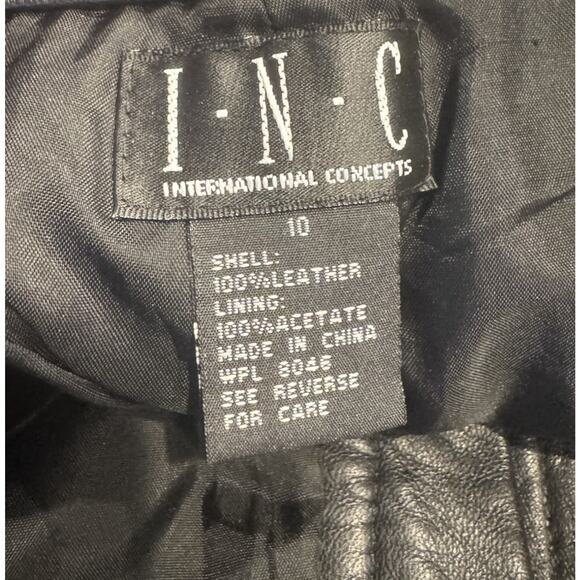 I·N·C
INTERNATIONAL CONCEPTS
10
SHELL:
100%LEATHER
LINING:
100%ACETATE
MADE IN CHINA
WPL 8046
SEE REVERSE
FOR CARE